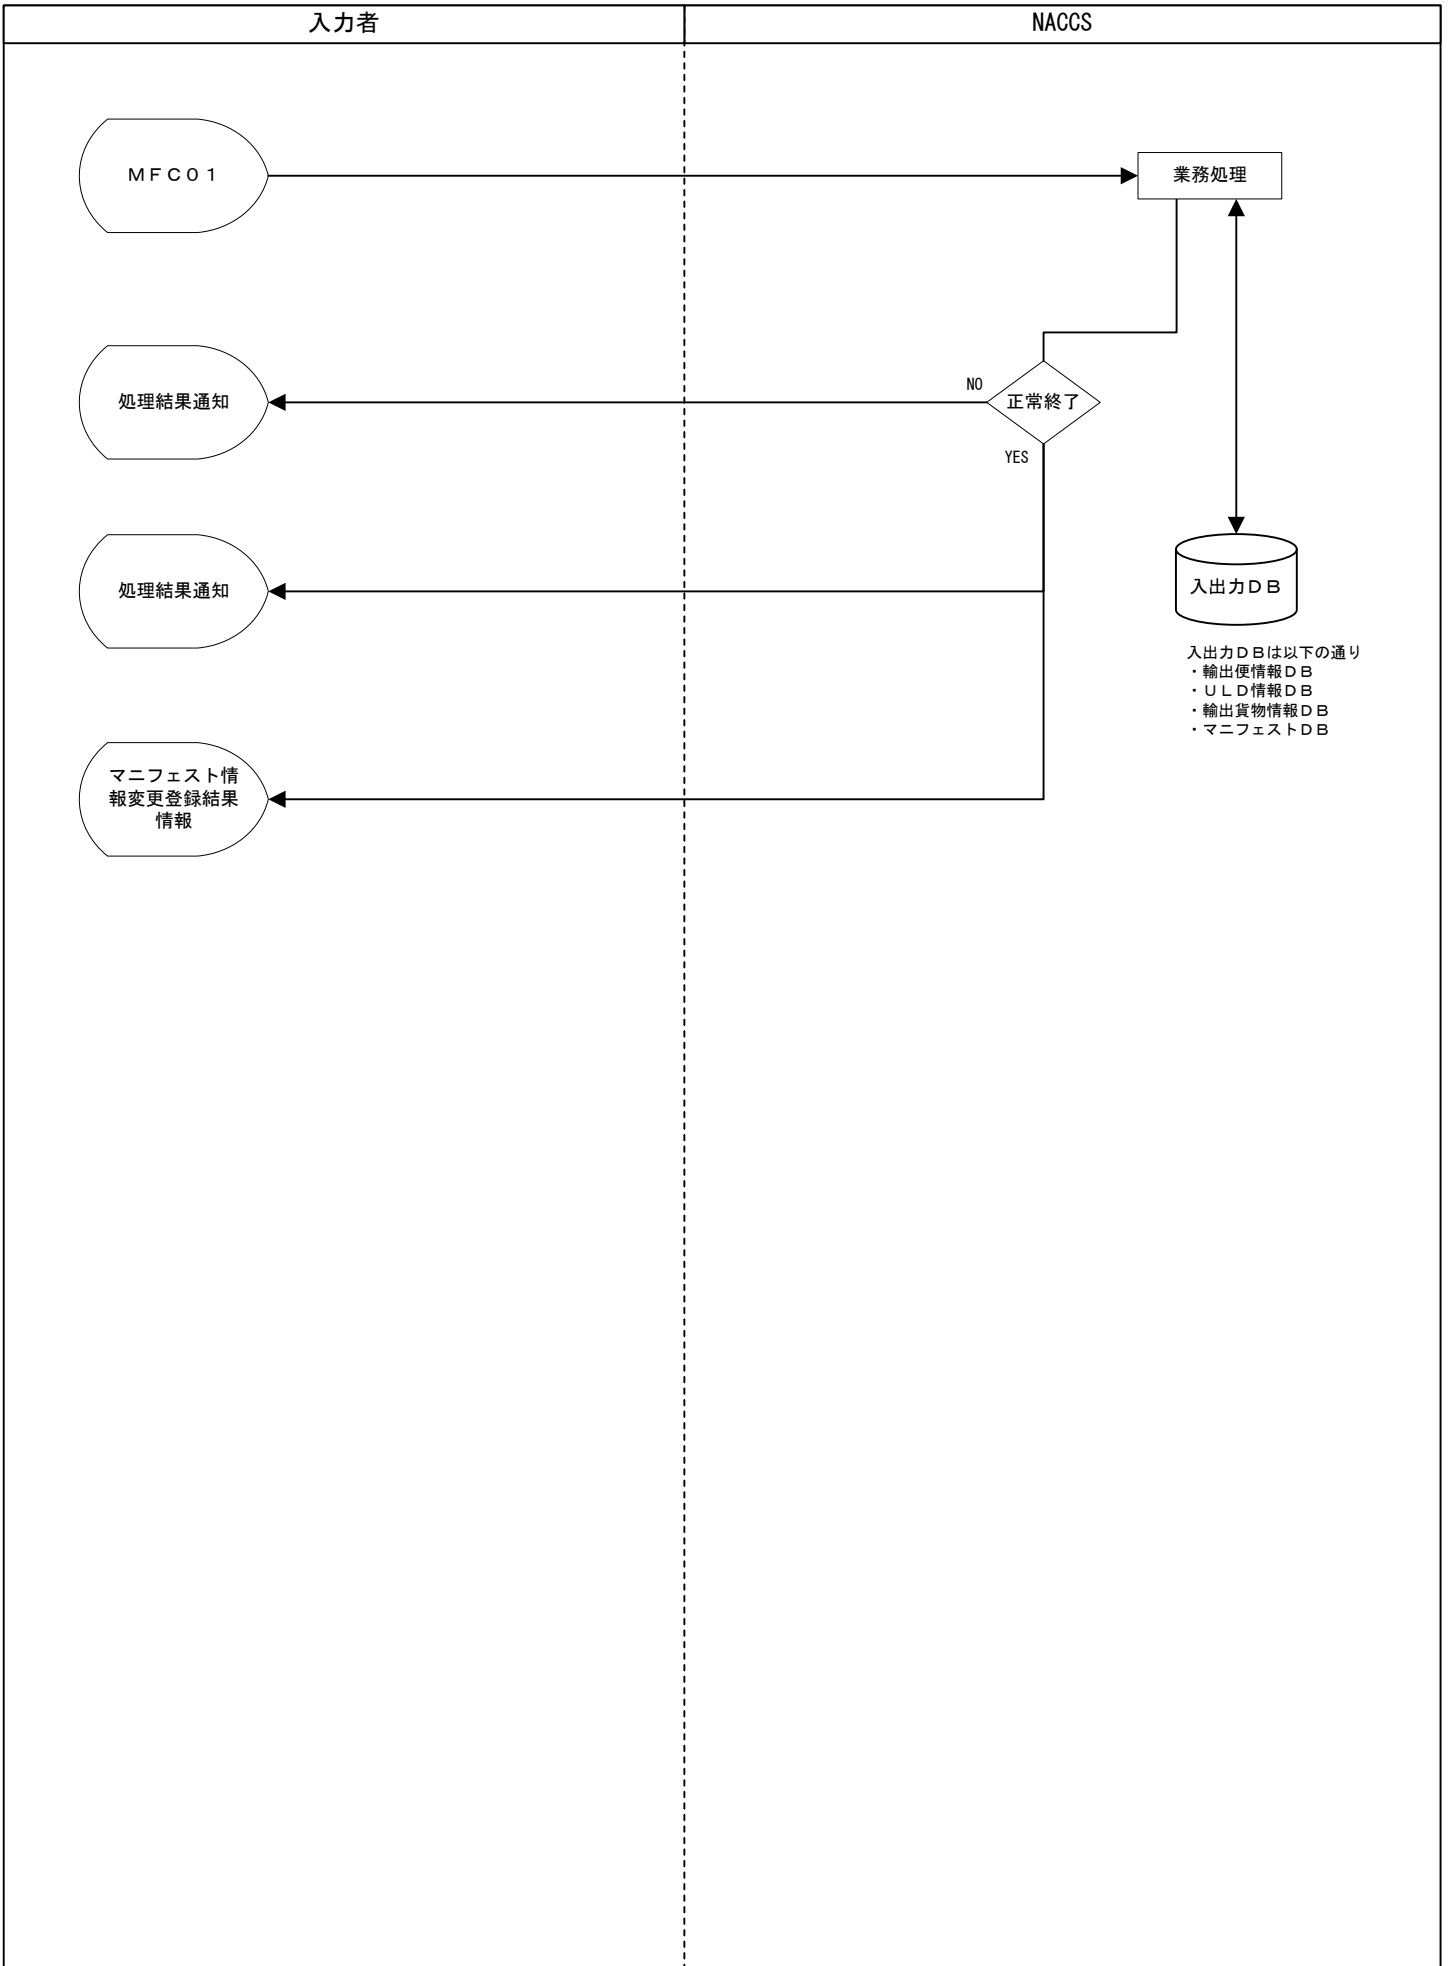 入力者
NACCS
ＭＦＣ０１
業務処理
処理結果通知
NO
正常終了
YES
処理結果通知
入出力ＤＢ
入出力ＤＢは以下の通り
・輸出便情報ＤＢ
・ＵＬＤ情報ＤＢ
・輸出貨物情報ＤＢ
・マニフェストＤＢ
マニフェスト情
報変更登録結果
情報